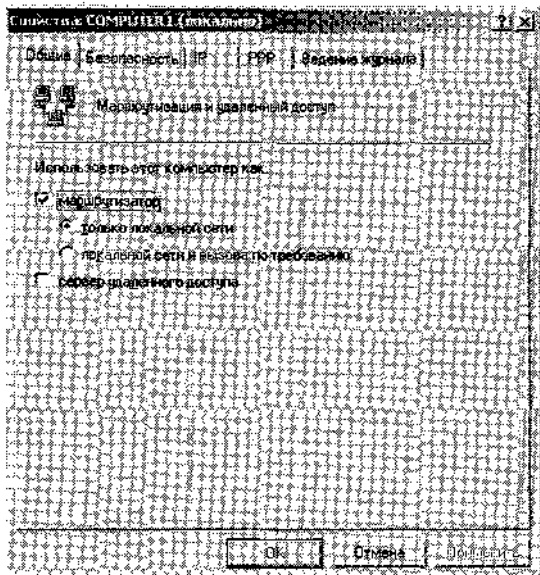 Свойства: COMPUTER1 (локально)
Общие Безопасность IP PPP Ведение журнала
Маршрутизация и удаленный доступ
Использовать этот компьютер как:
маршрутизатор
только локальной сети
локальной сети и вызова по требованию
сервер удаленного доступа
OK Отмена Применить